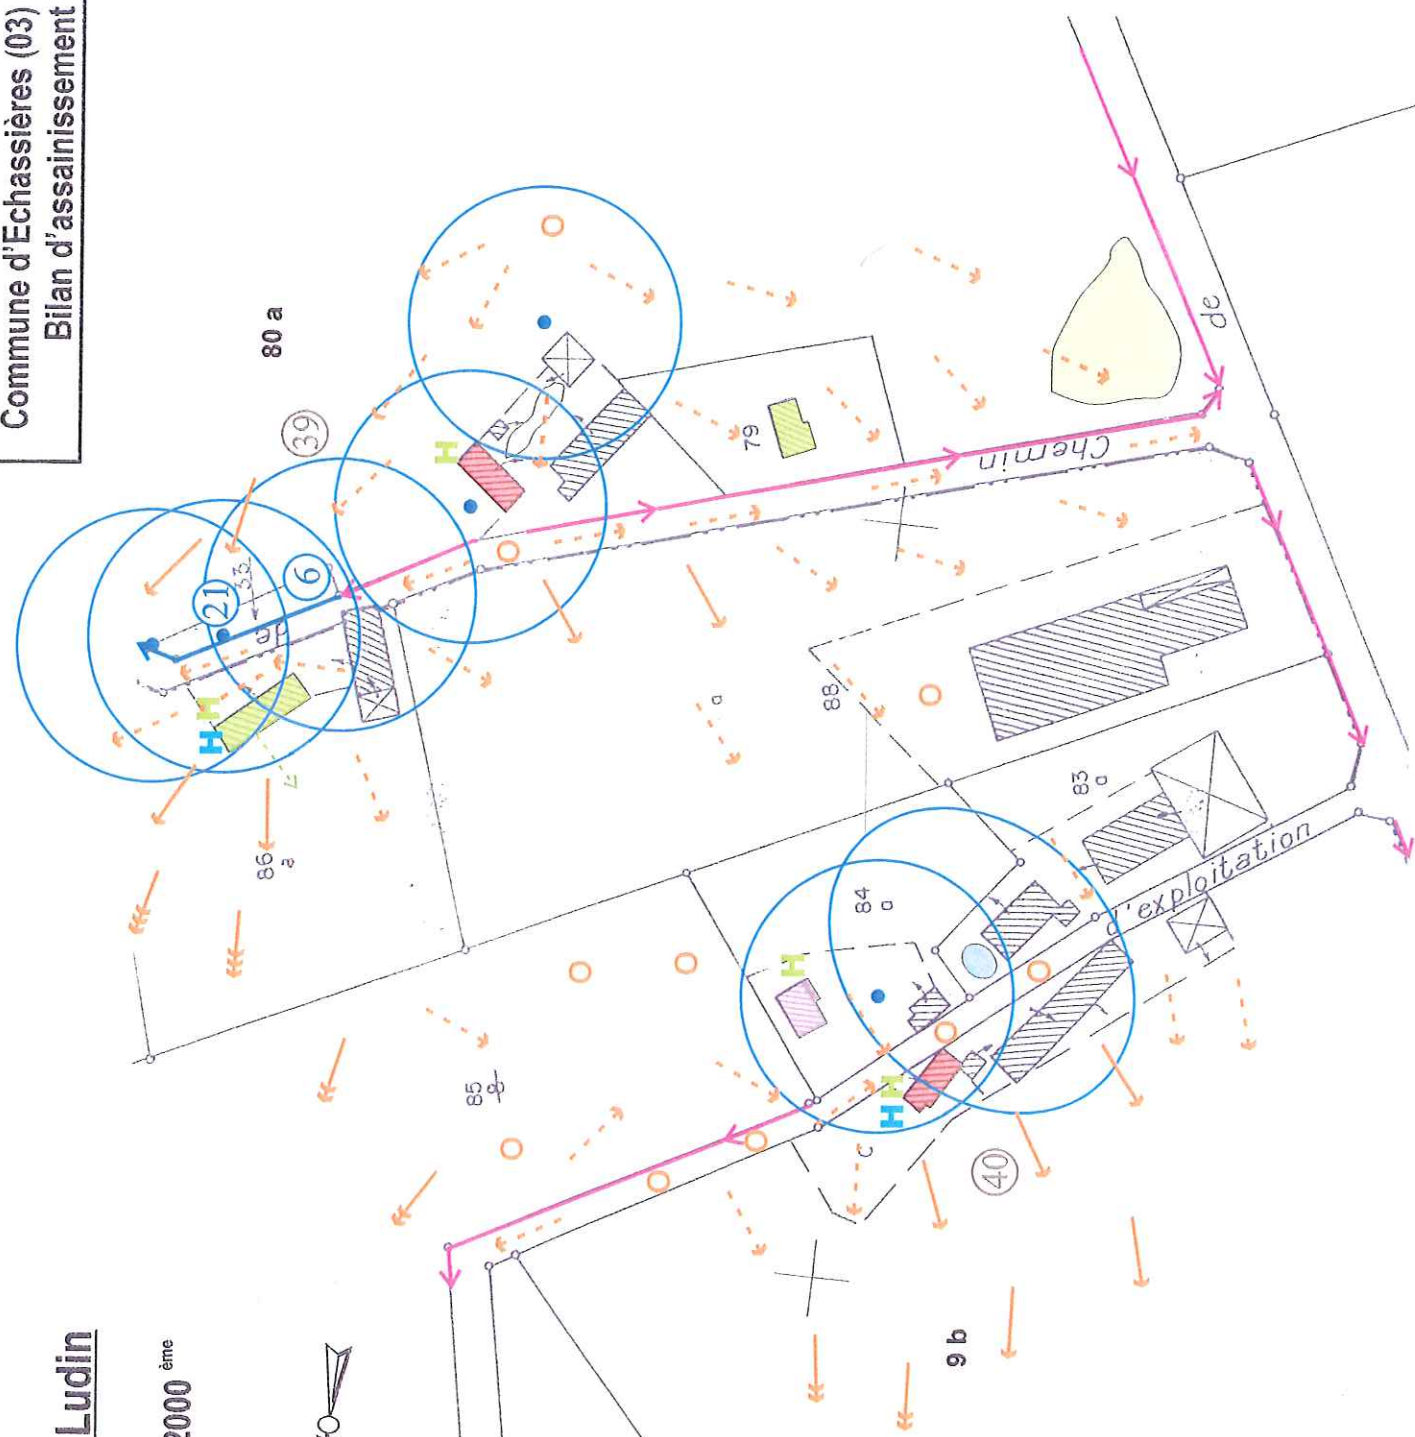 Commune d'Echassières (03)
Bilan d'assainissement
Ludin
2000 ème
80 a
39
H
21
33
6
de
H H
86
a
79
Chemin
de
a
88
83
a
84
a
H
d'exploitation
85
a
H H
c
40
9 b